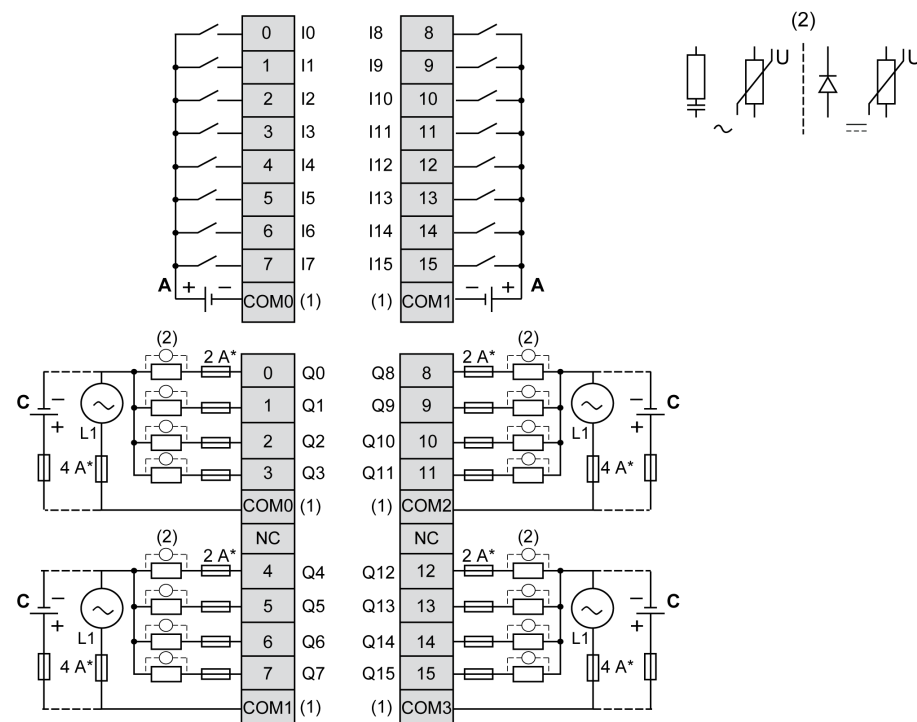 (2)
U U
0 I0 I8 8
1 I1 I9 9
2 I2 I10 10
3 I3 I11 11
4 I4 I12 12
5 I5 I13 13
6 I6 I14 14
7 I7 I15 15
A + − COM0 (1) (1) COM1 − + A
(2) 2 A* 2 A* (2)
0 Q0 Q8 8
C − C −
1 Q1 Q9 9
+ L1 L1 +
2 Q2 Q10 10
4 A* 3 Q3 Q11 11 4 A*
COM0 (1) (1) COM2
NC NC
(2) 2 A* 2 A* (2)
4 Q4 Q12 12
C − C −
5 Q5 Q13 13
+ L1 L1 +
6 Q6 Q14 14
4 A* 7 Q7 Q15 15 4 A*
COM1 (1) (1) COM3